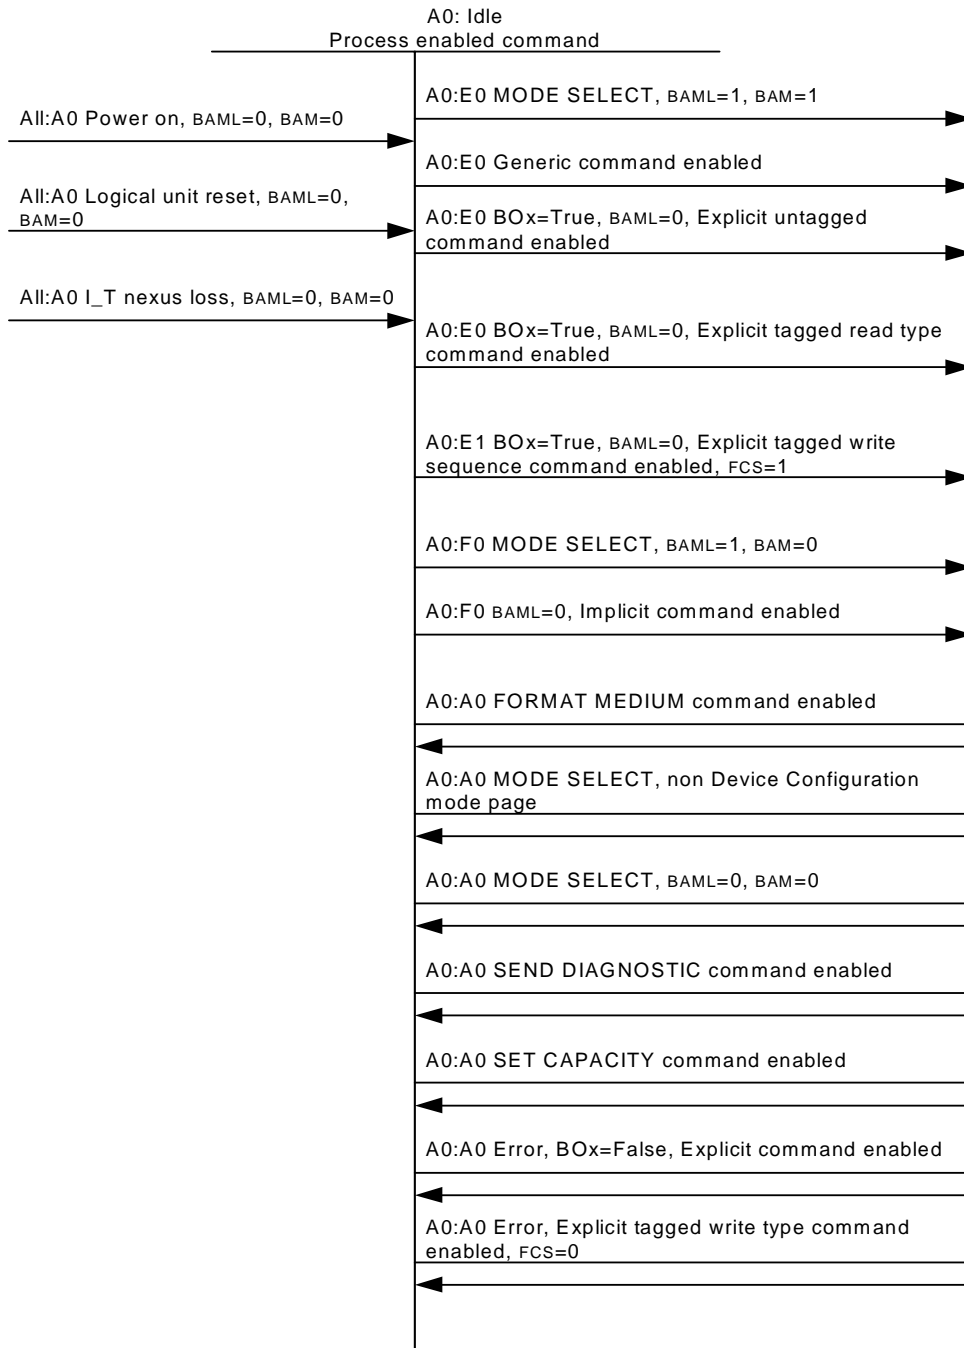 A0: Idle
Process enabled command
A0:E0 MODE SELECT, BAML=1, BAM=1
All:A0 Power on, BAML=0, BAM=0
A0:E0 Generic command enabled
All:A0 Logical unit reset, BAML=0,
BAM=0
A0:E0 BOx=True, BAML=0, Explicit untagged
command enabled
All:A0 I_T nexus loss, BAML=0, BAM=0
A0:E0 BOx=True, BAML=0, Explicit tagged read type
command enabled
A0:E1 BOx=True, BAML=0, Explicit tagged write
sequence command enabled, FCS=1
A0:F0 MODE SELECT, BAML=1, BAM=0
A0:F0 BAML=0, Implicit command enabled
A0:A0 FORMAT MEDIUM command enabled
A0:A0 MODE SELECT, non Device Configuration
mode page
A0:A0 MODE SELECT, BAML=0, BAM=0
A0:A0 SEND DIAGNOSTIC command enabled
A0:A0 SET CAPACITY command enabled
A0:A0 Error, BOx=False, Explicit command enabled
A0:A0 Error, Explicit tagged write type command
enabled, FCS=0